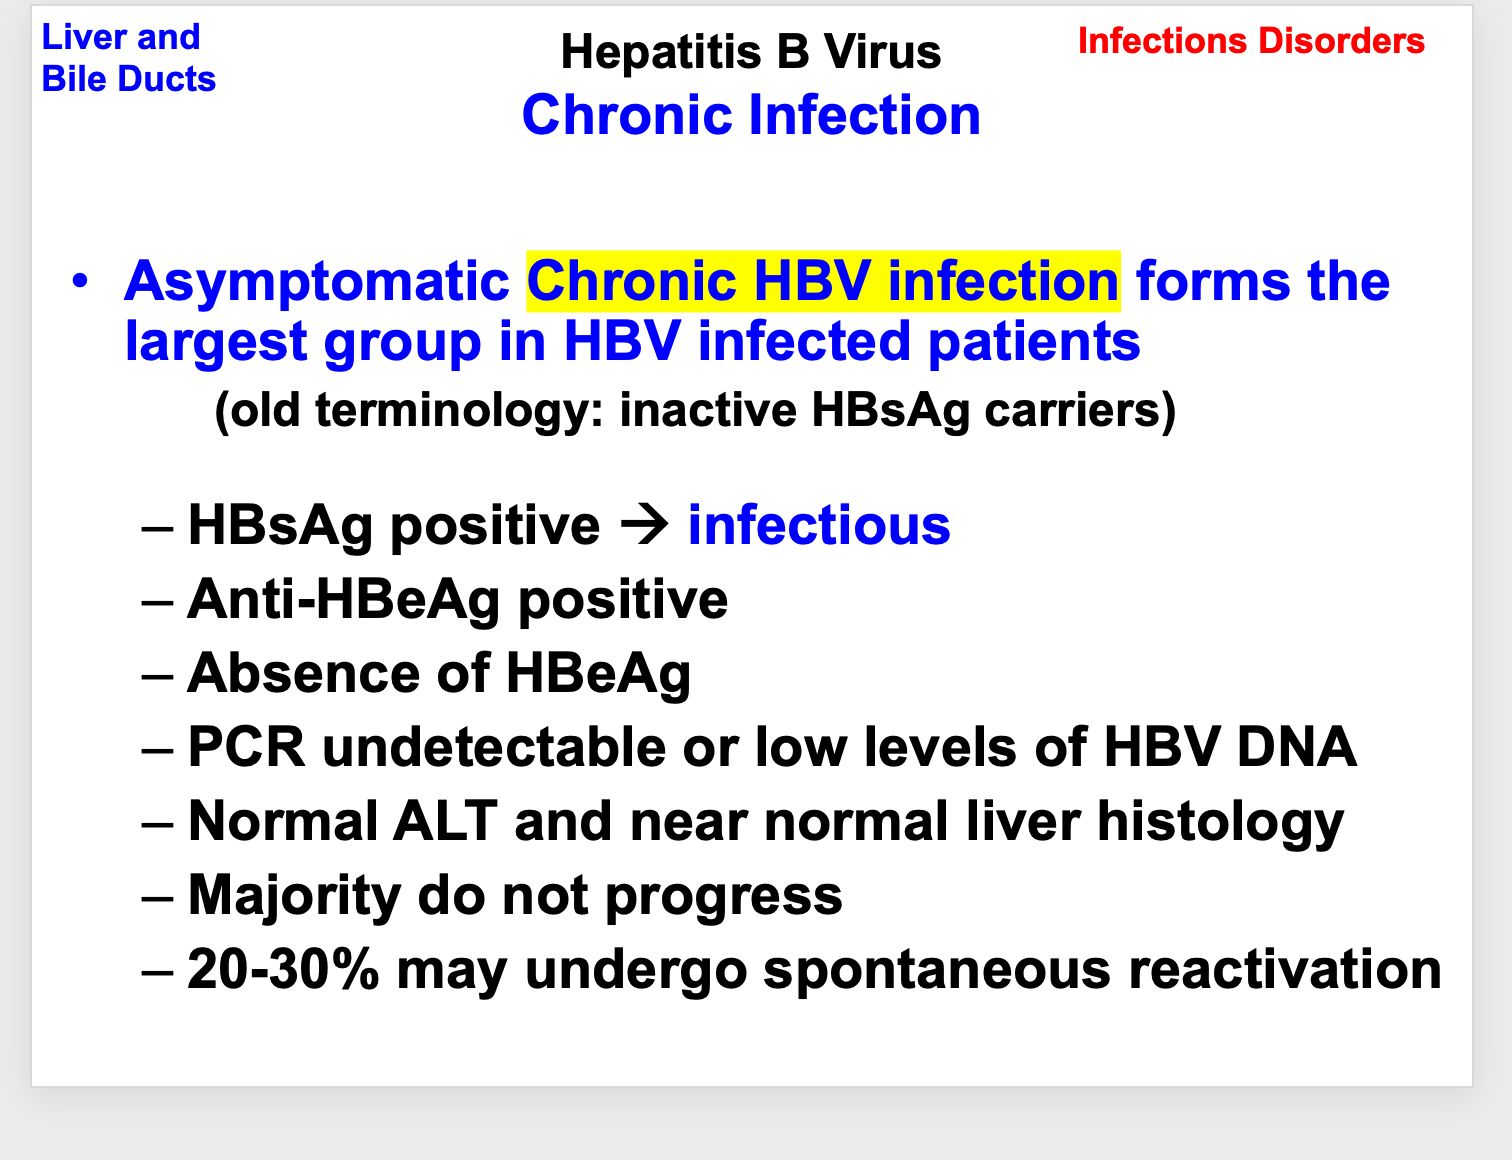 Liver and
Bile Ducts
Hepatitis B Virus
Chronic Infection
Infections Disorders
• Asymptomatic Chronic HBV infection forms the
largest group in HBV infected patients
(old terminology: inactive HBsAg carriers)
– HBsAg positive → infectious
– Anti-HBeAg positive
– Absence of HBeAg
– PCR undetectable or low levels of HBV DNA
– Normal ALT and near normal liver histology
– Majority do not progress
– 20-30% may undergo spontaneous reactivation